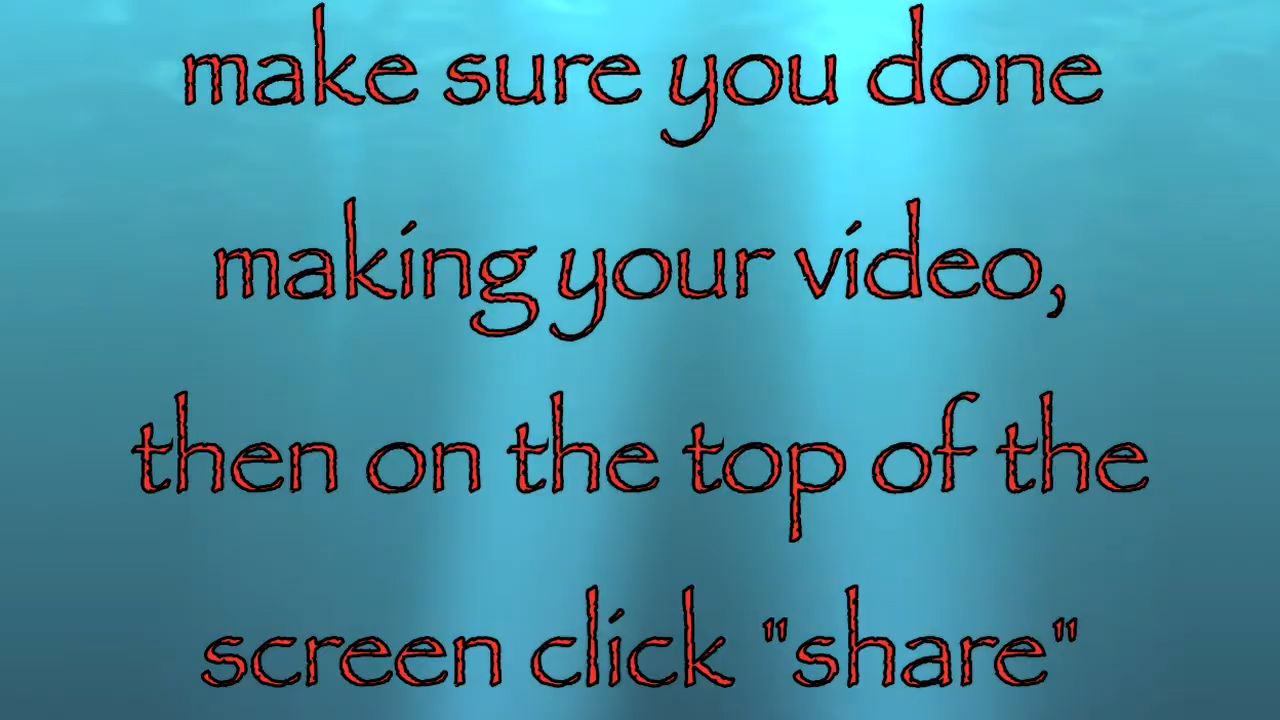 make sure you done
making your video,
then on the top of the
screen click "share"